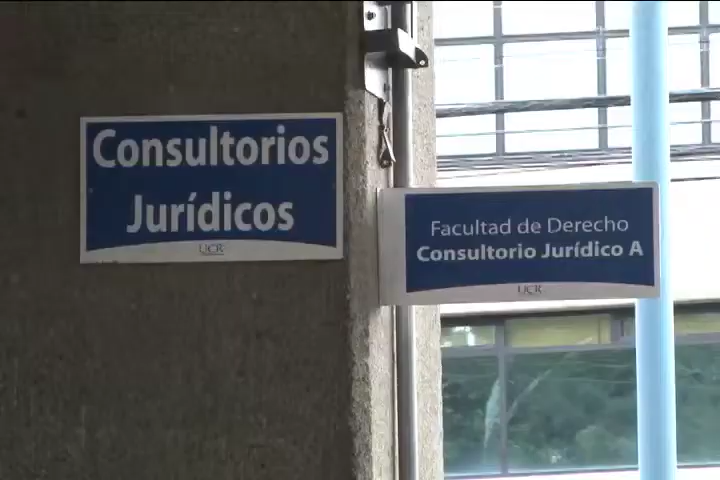 Consultorios
Jurídicos
UCR
Facultad de Derecho
Consultorio Jurídico A
UCR